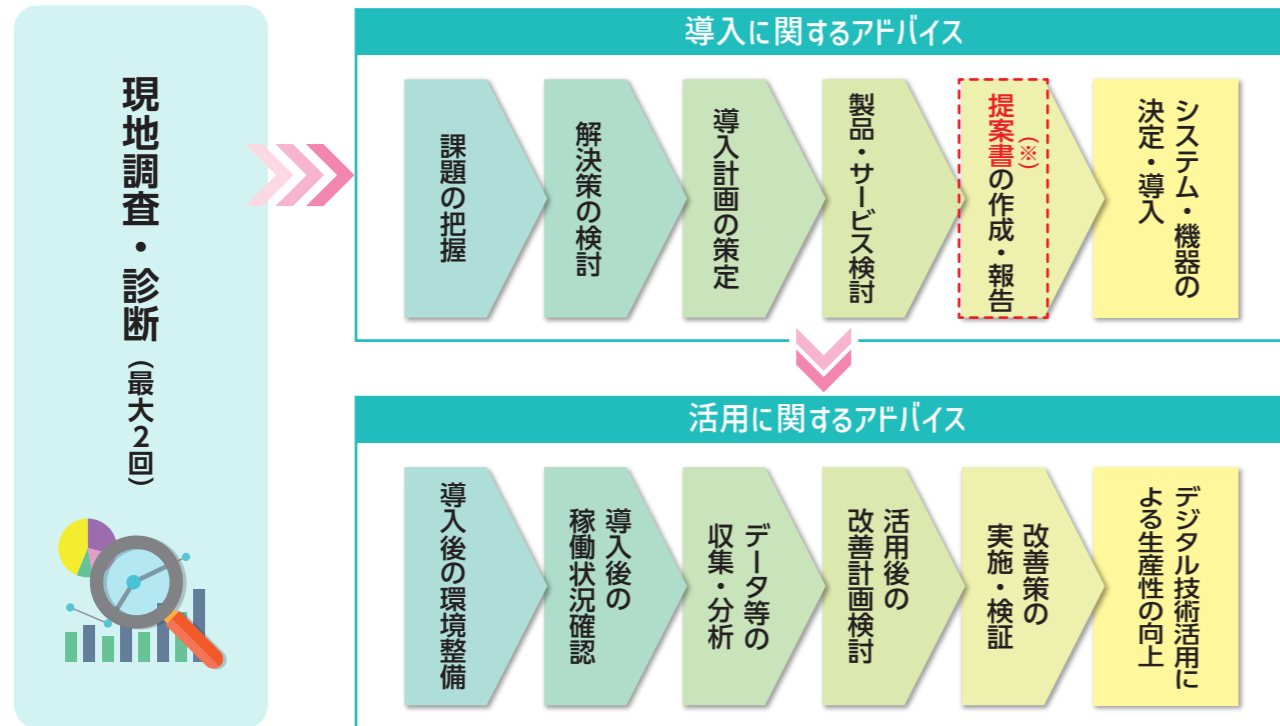 現地調査・診断（最大２回）
導入に関するアドバイス
課題の把握
解決策の検討
導入計画の策定
製品・サービス検討
提案書の作成・報告
（※）
システム・機器の
決定・導入
活用に関するアドバイス
導入後の環境整備
導入後の
稼働状況確認
データ等の
収集・分析
活用後の
改善計画検討
改善策の
実施・検証
デジタル技術活用に
よる生産性の向上